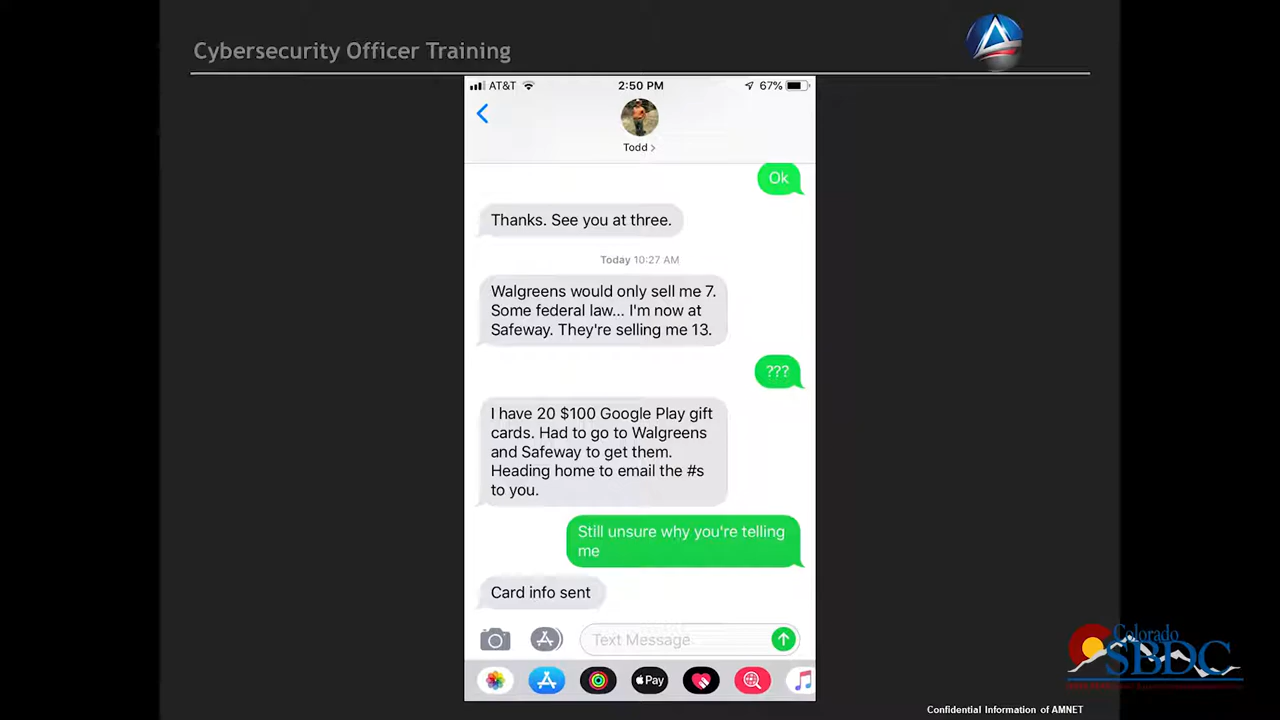 Cybersecurity Officer Training
AT&T
2:50 PM
67%
Todd >
Ok
Thanks. See you at three.
Today 10:27 AM
Walgreens would only sell me 7.
Some federal law... I'm now at
Safeway. They're selling me 13.
???
I have 20 $100 Google Play gift
cards. Had to go to Walgreens
and Safeway to get them.
Heading home to email the #s
to you.
Still unsure why you're telling
me
Card info sent
Text Message
Pay
Colorado
SBDC
Confidential Information of AMNET